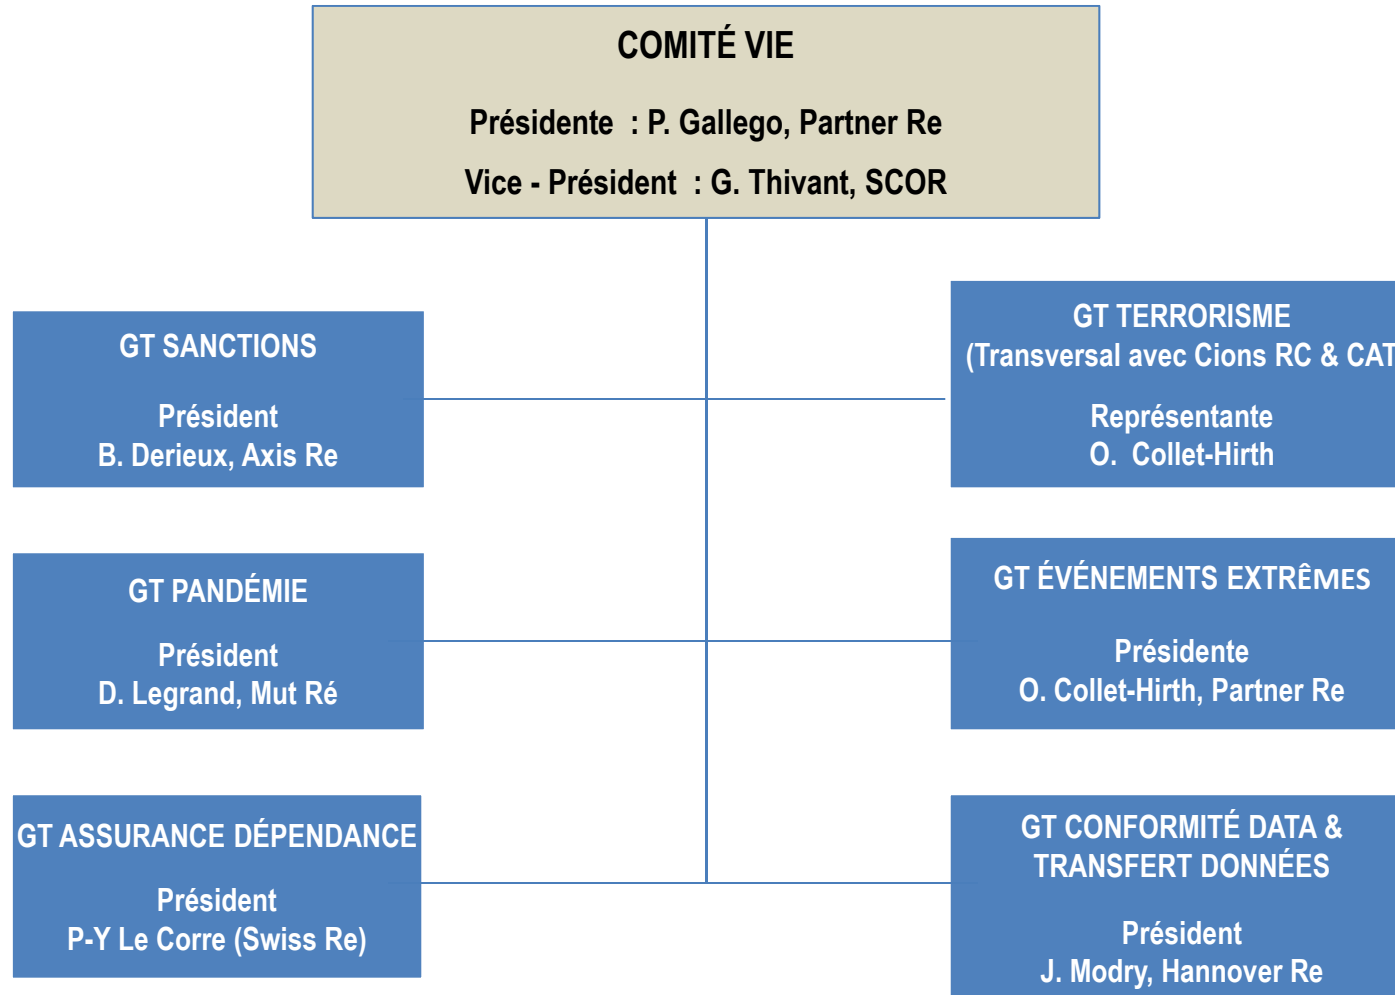 COMITÉ VIE
Présidente : P. Gallego, Partner Re
Vice - Président : G. Thivant, SCOR
GT SANCTIONS
Président
B. Derieux, Axis Re
GT TERRORISME
(Transversal avec Cions RC & CAT
Représentante
O. Collet-Hirth
GT PANDÉMIE
Président
D. Legrand, Mut Ré
GT ÉVÉNEMENTS EXTRÊMES
Présidente
O. Collet-Hirth, Partner Re
GT ASSURANCE DÉPENDANCE
Président
P-Y Le Corre (Swiss Re)
GT CONFORMITÉ DATA &
TRANSFERT DONNÉES
Président
J. Modry, Hannover Re